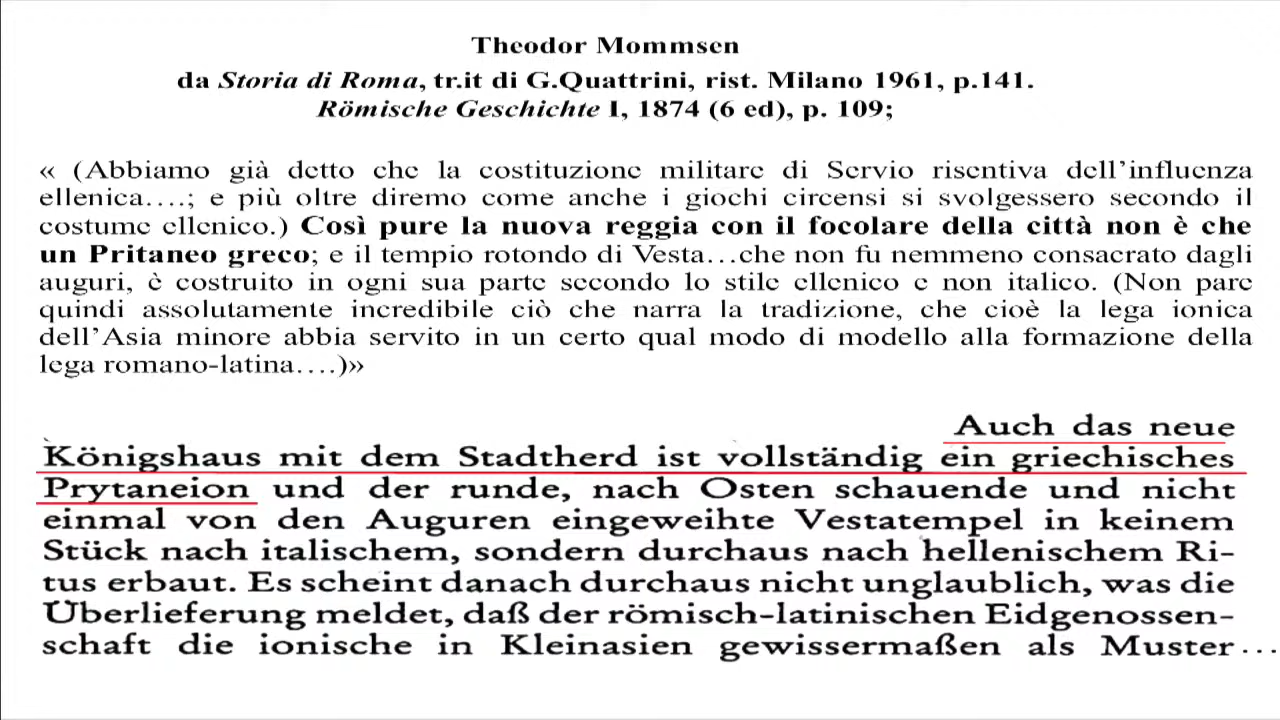 Theodor Mommsen
da Storia di Roma, tr.it di G.Quattrini, rist. Milano 1961, p.141.
Römische Geschichte I, 1874 (6 ed), p. 109;
« (Abbiamo già detto che la costituzione militare di Servio risentiva dell’influenza
ellenica….; e più oltre diremo come anche i giochi circensi si svolgessero secondo il
costume ellenico.) Così pure la nuova reggia con il focolare della città non è che
un Pritaneo greco; e il tempio rotondo di Vesta…che non fu nemmeno consacrato dagli
auguri, è costruito in ogni sua parte secondo lo stile ellenico e non italico. (Non pare
quindi assolutamente incredibile ciò che narra la tradizione, che cioè la lega ionica
dell’Asia minore abbia servito in un certo qual modo di modello alla formazione della
lega romano-latina….)»
Auch das neue
Königshaus mit dem Stadtherd ist vollständig ein griechisches
Prytaneion und der runde, nach Osten schauende und nicht
einmal von den Auguren eingeweihte Vestatempel in keinem
Stück nach italischem, sondern durchaus nach hellenischem Ri-
tus erbaut. Es scheint danach durchaus nicht unglaublich, was die
Überlieferung meldet, daß der römisch-latinischen Eidgenossen-
schaft die ionische in Kleinasien gewissermaßen als Muster...